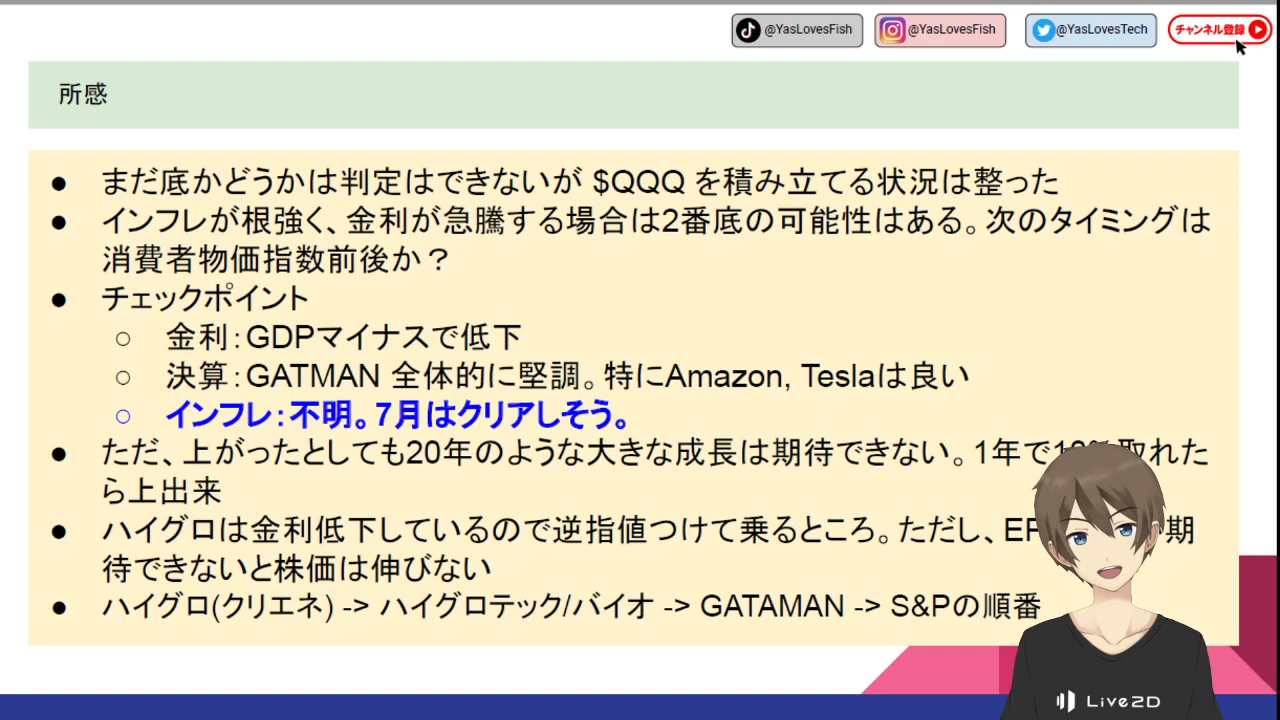 @YasLovesFish
@YasLovesFish
@YasLovesTech
チャンネル登録
所感
● まだ底かどうかは判定はできないが $QQQ を積み立てる状況は整った
● インフレが根強く、金利が急騰する場合は2番底の可能性はある。次のタイミングは
消費者物価指数前後か？
● チェックポイント
○ 金利：GDPマイナスで低下
○ 決算：GATMAN 全体的に堅調。特にAmazon, Teslaは良い
○ インフレ：不明。7月はクリアしそう。
● ただ、上がったとしても20年のような大きな成長は期待できない。1年で 取れた
ら上出来
● ハイグロは金利低下しているので逆指値つけて乗るところ。ただし、 期
待できないと株価は伸びない
● ハイグロ(クリエネ) -> ハイグロテック/バイオ -> GATAMAN -> S&Pの順番
Live2D